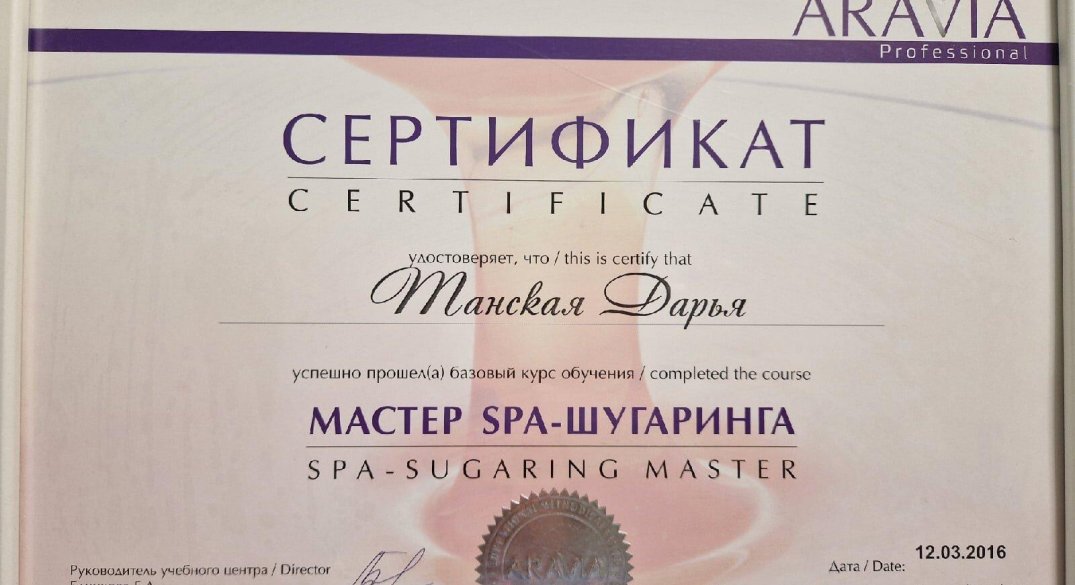 ARAVIA
Professional
СЕРТИФИКАТ
CERTIFICATE
удостоверяет, что / this is certify that
Танская Дарья
успешно прошел(а) базовый курс обучения / completed the course
МАСТЕР SPA-ШУГАРИНГА
SPA-SUGARING MASTER
ARAVIA
12.03.2016
Руководитель учебного центра / Director
Дата / Date: